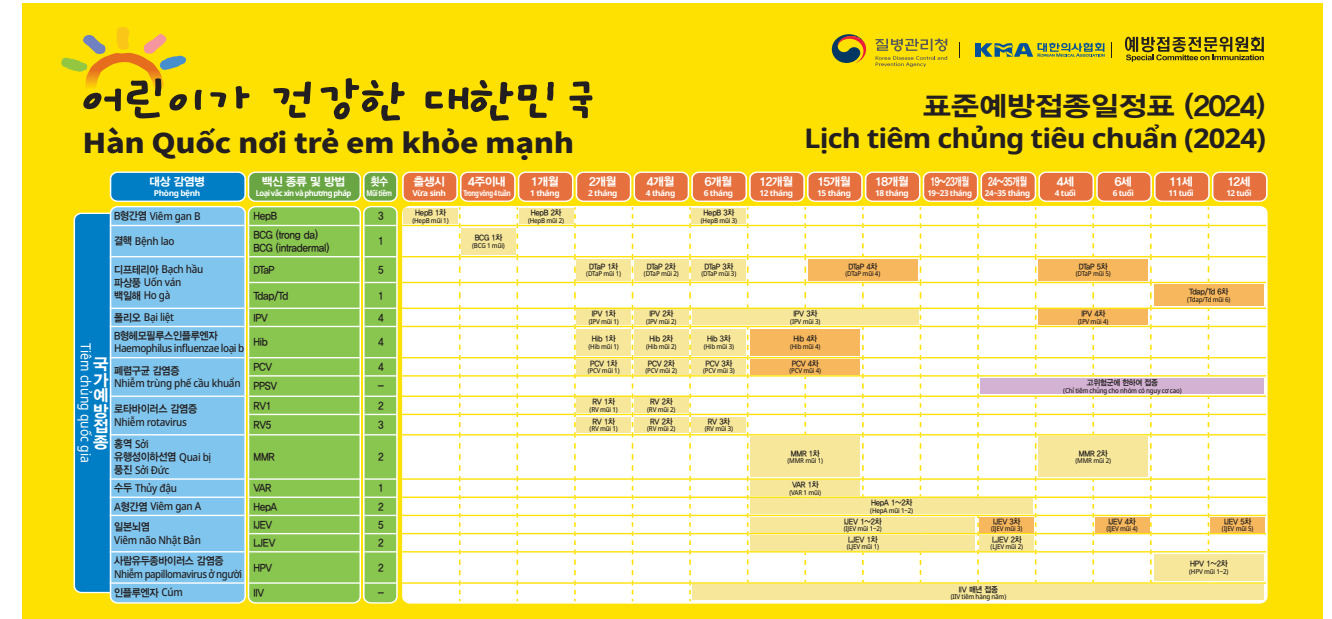 질병관리청
Korea Disease Control and
Prevention Agency
KMA 대한의사협회
KOREAN MEDICAL ASSOCIATION
예방접종전문위원회
Special Committee on Immunization
어린이가 건강한 대한민국
Hàn Quốc nơi trẻ em khỏe mạnh
표준예방접종일정표 (2024)
Lịch tiêm chủng tiêu chuẩn (2024)
대상 감염병 백신 종류 및 방법 횟수 출생시 4주이내 1개월 2개월 4개월 6개월 12개월 15개월 18개월 19~23개월 24~35개월 4세 6세 11세 12세
Phòng bệnh Loại vắc xin và phương pháp Mũi tiêm Vừa sinh Trong vòng 4 tuần 1 tháng 2 tháng 4 tháng 6 tháng 12 tháng 15 tháng 18 tháng 19~23 tháng 24~35 tháng 4 tuổi 6 tuổi 11 tuổi 12 tuổi
국가예방접종
Tiêm chủng quốc gia
B형간염 Viêm gan B HepB 3 HepB 1차 HepB 2차 HepB 3차
(HepB mũi 1) (HepB mũi 2) (HepB mũi 3)
결핵 Bệnh lao BCG (trong da) 1 BCG 1차
BCG (intradermal) (BCG 1 mũi)
디프테리아 Bạch hầu DTaP 5 DTaP 1차 DTaP 2차 DTaP 3차 DTaP 4차 DTaP 5차
(DTaP mũi 1) (DTaP mũi 2) (DTaP mũi 3) (DTaP mũi 4) (DTaP mũi 5)
파상풍 Uốn ván
백일해 Ho gà Tdap/Td 1 Tdap/Td 6차
(Tdap/Td mũi 6)
폴리오 Bại liệt IPV 4 IPV 1차 IPV 2차 IPV 3차 IPV 4차
(IPV mũi 1) (IPV mũi 2) (IPV mũi 3) (IPV mũi 4)
B형헤모필루스인플루엔자 Hib 4 Hib 1차 Hib 2차 Hib 3차 Hib 4차
Haemophilus influenzae loại b (Hib mũi 1) (Hib mũi 2) (Hib mũi 3) (Hib mũi 4)
폐렴구균 감염증 PCV 4 PCV 1차 PCV 2차 PCV 3차 PCV 4차
(PCV mũi 1) (PCV mũi 2) (PCV mũi 3) (PCV mũi 4)
Nhiễm trùng phế cầu khuẩn PPSV – 고위험군에 한하여 접종
(Chỉ tiêm chủng cho nhóm có nguy cơ cao)
로타바이러스 감염증 RV1 2 RV 1차 RV 2차
(RV mũi 1) (RV mũi 2)
Nhiễm rotavirus RV5 3 RV 1차 RV 2차 RV 3차
(RV mũi 1) (RV mũi 2) (RV mũi 3)
홍역 Sởi
유행성이하선염 Quai bị MMR 2 MMR 1차 MMR 2차
(MMR mũi 1) (MMR mũi 2)
풍진 Sởi Đức
수두 Thủy đậu VAR 1 VAR 1차
(VAR 1 mũi)
A형간염 Viêm gan A HepA 2 HepA 1~2차
(HepA mũi 1~2)
일본뇌염 IJEV 5 IJEV 1~2차 IJEV 3차 IJEV 4차 IJEV 5차
(IJEV mũi 1~2) (IJEV mũi 3) (IJEV mũi 4) (IJEV mũi 5)
Viêm não Nhật Bản LJEV 2 LJEV 1차 LJEV 2차
(LJEV mũi 1) (LJEV mũi 2)
사람유두종바이러스 감염증 HPV 2 HPV 1~2차
Nhiễm papillomavirus ở người (HPV mũi 1~2)
인플루엔자 Cúm IIV – IIV 매년 접종
(IIV tiêm hàng năm)